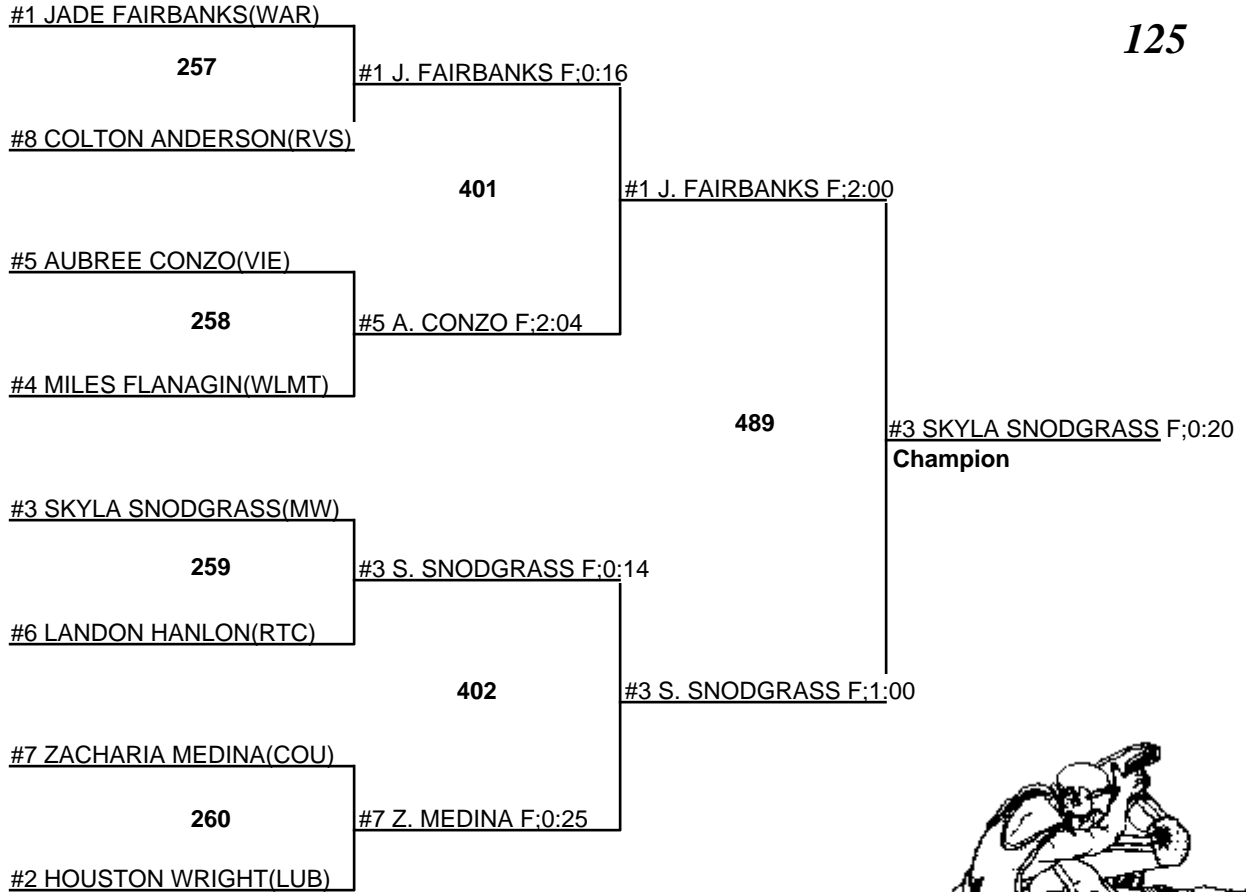 #1 JADE FAIRBANKS(WAR)
125
257
#1 J. FAIRBANKS F;0:16
#8 COLTON ANDERSON(RVS)
401
#1 J. FAIRBANKS F;2:00
#5 AUBREE CONZO(VIE)
258
#5 A. CONZO F;2:04
#4 MILES FLANAGIN(WLMT)
489
#3 SKYLA SNODGRASS F;0:20
Champion
#3 SKYLA SNODGRASS(MW)
259
#3 S. SNODGRASS F;0:14
#6 LANDON HANLON(RTC)
402
#3 S. SNODGRASS F;1:00
#7 ZACHARIA MEDINA(COU)
260
#7 Z. MEDINA F;0:25
#2 HOUSTON WRIGHT(LUB)